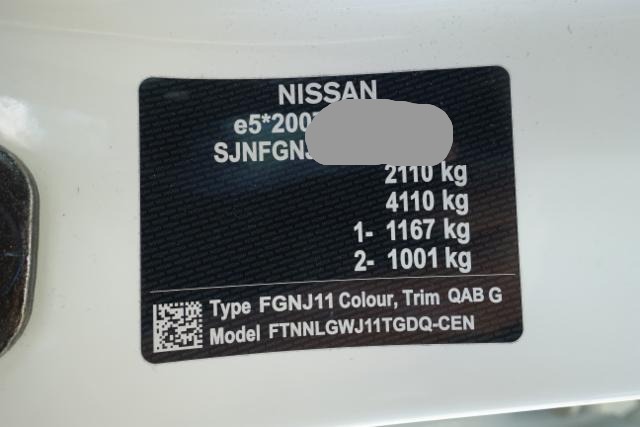 NISSAN
e5*200
SJNFGN
2110 kg
4110 kg
1- 1167 kg
2- 1001 kg
Type FGNJ11 Colour, Trim QAB G
Model FTNNLGWJ11TGDQ-CEN